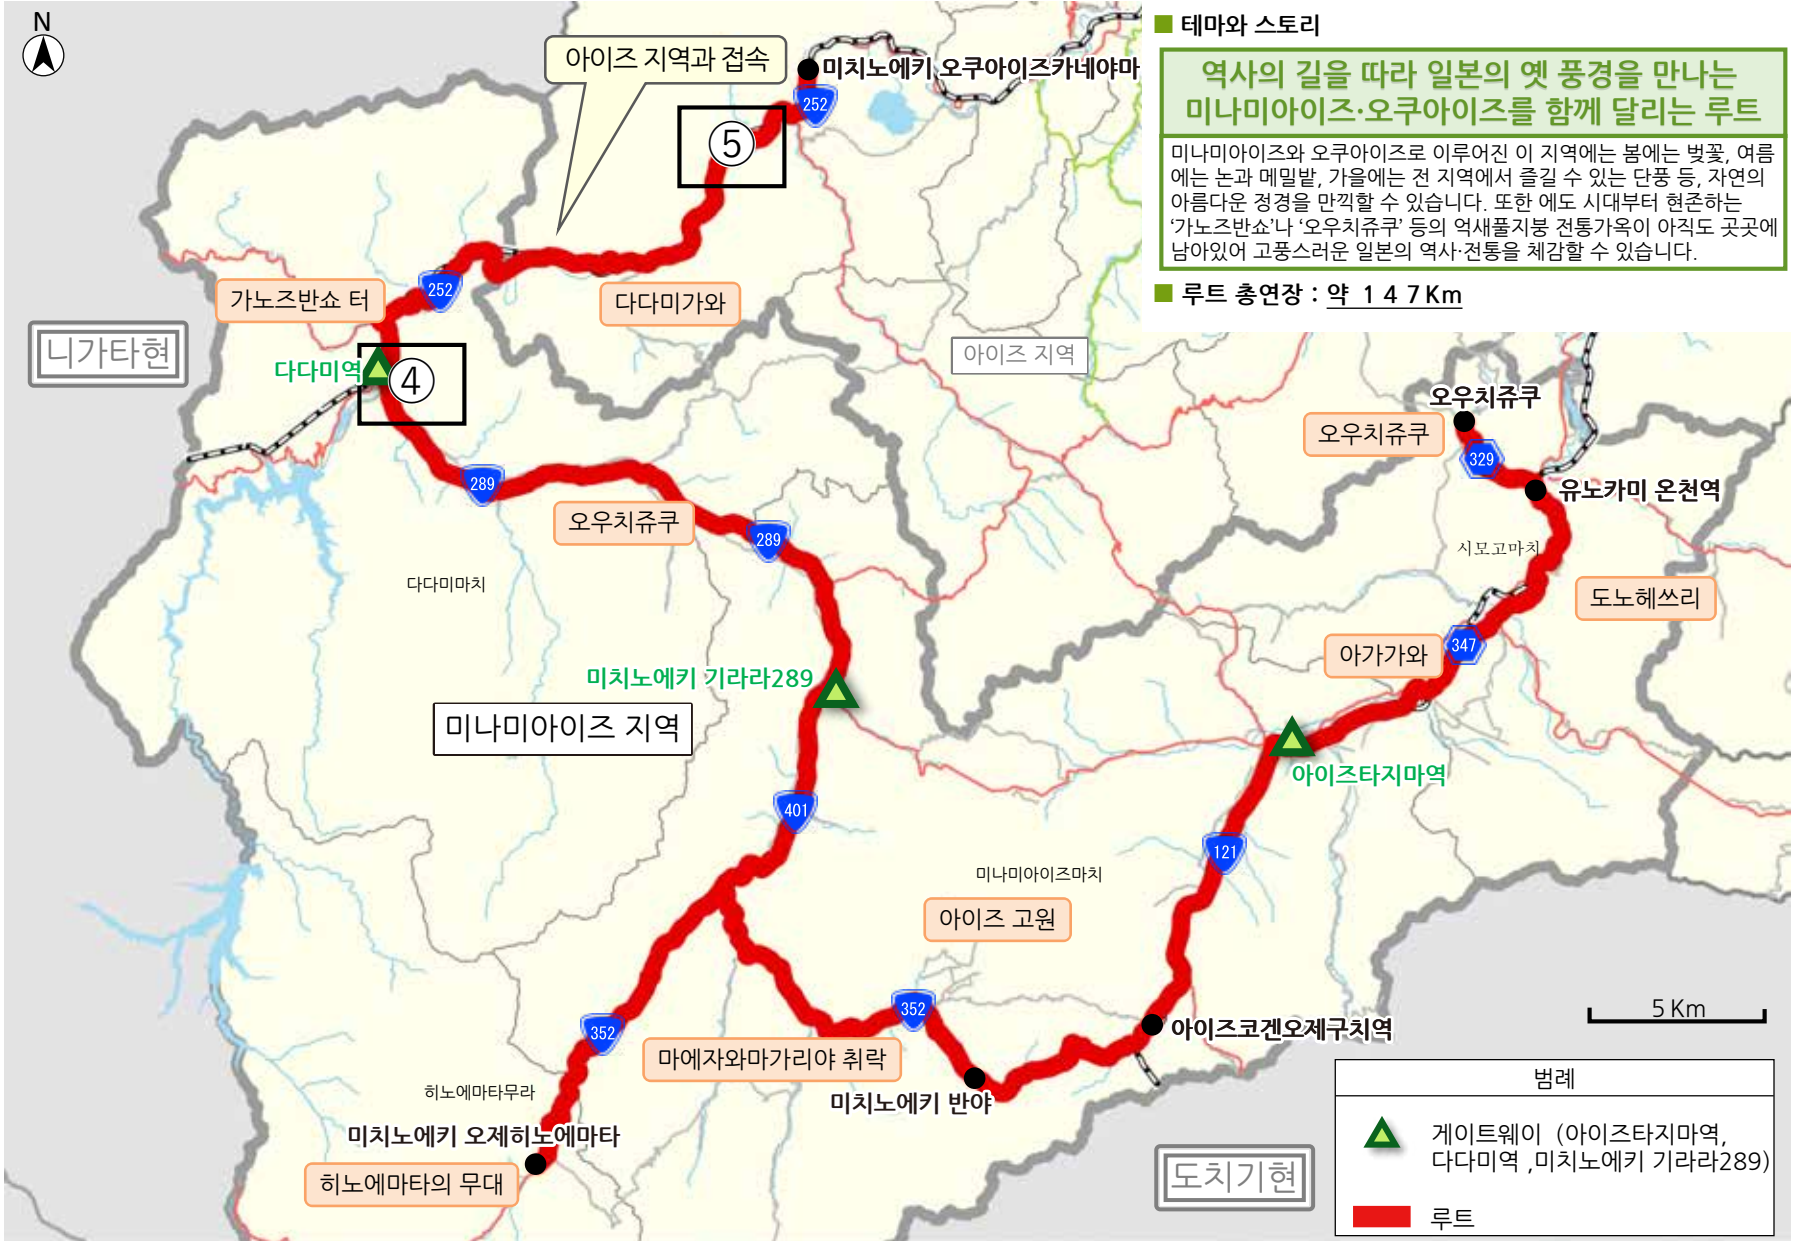 N
아이즈 지역과 접속
미치노에키 오쿠아이즈카네야마
252
⑤
■ 테마와 스토리
역사의 길을 따라 일본의 옛 풍경을 만나는
미나미아이즈·오쿠아이즈를 함께 달리는 루트
미나미아이즈와 오쿠아이즈로 이루어진 이 지역에는 봄에는 벚꽃, 여름
에는 논과 메밀밭, 가을에는 전 지역에서 즐길 수 있는 단풍 등, 자연의
아름다운 정경을 만끽할 수 있습니다. 또한 에도 시대부터 현존하는
‘가노즈반쇼’나 ‘오우치쥬쿠’ 등의 억새풀지붕 전통가옥이 아직도 곳곳에
남아있어 고풍스러운 일본의 역사·전통을 체감할 수 있습니다.
■ 루트 총연장 : 약 １４７Km
가노즈반쇼 터
252
다다미가와
니가타현
아이즈 지역
다다미역
④
오우치쥬쿠
오우치쥬쿠
329
289
유노카미 온천역
오우치쥬쿠
289
시모고마치
다다미마치
도노헤쓰리
347
아가가와
미치노에키 기라라289
미나미아이즈 지역
아이즈타지마역
401
121
미나미아이즈마치
아이즈 고원
352
352
5 Km
아이즈코겐오제구치역
마에자와마가리야 취락
히노에마타무라
미치노에키 반야
미치노에키 오제히노에마타
히노에마타의 무대
도치기현
범례
게이트웨이 (아이즈타지마역,
다다미역 ,미치노에키 기라라289)
루트